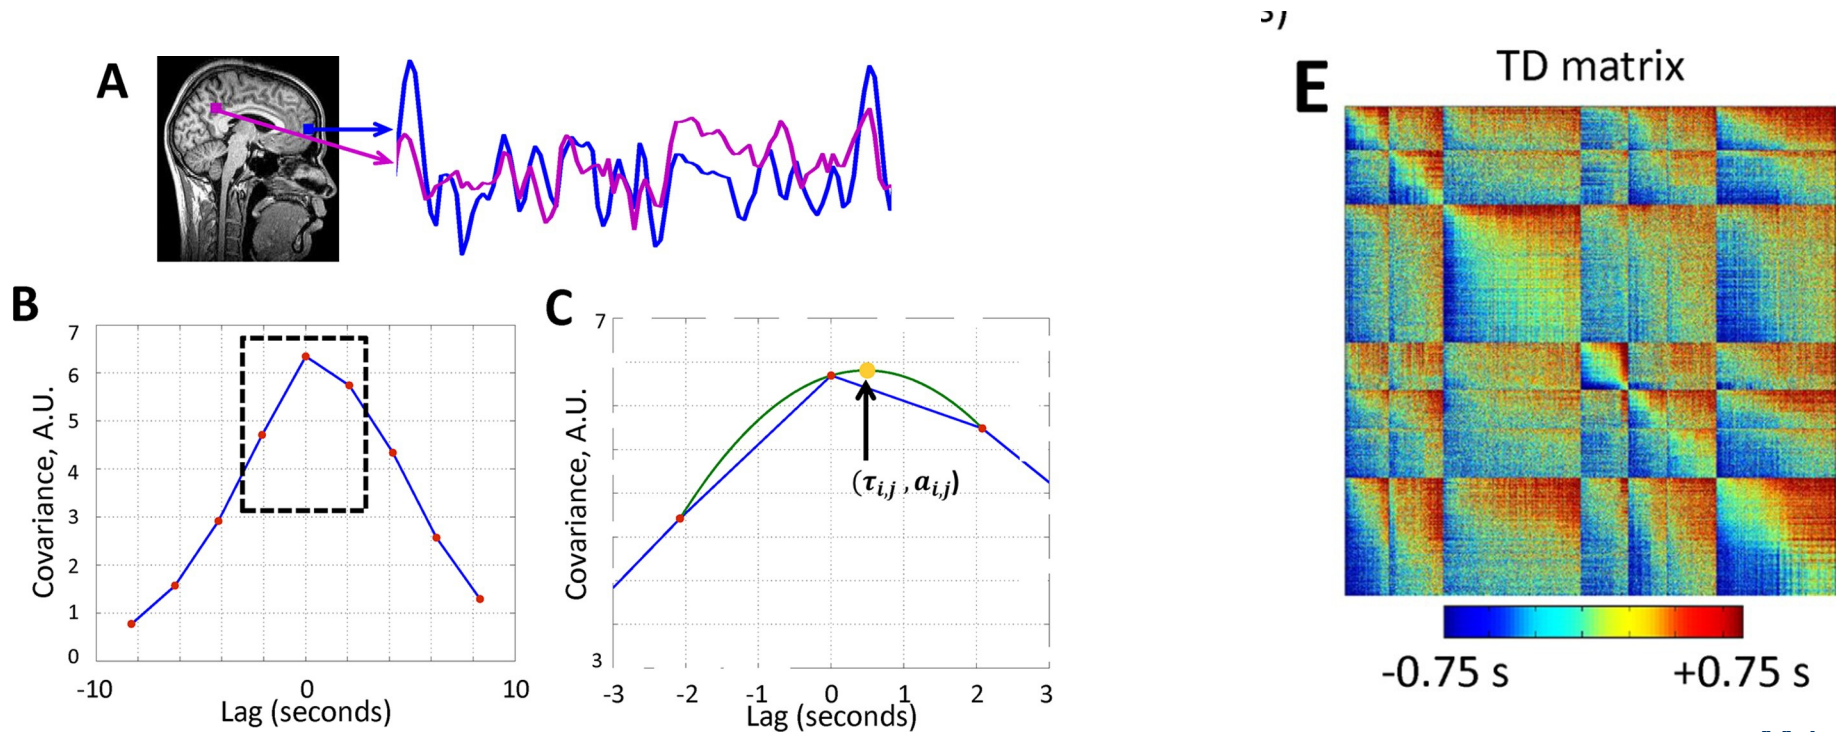 s)
A
E
TD matrix
B
7
6
5
4
3
2
1
0
Covariance, A.U.
-10
0
10
Lag (seconds)
C
7
3
Covariance, A.U.
(τi,j , ai,j)
-3
-2
-1
0
1
2
3
Lag (seconds)
-0.75 s
+0.75 s